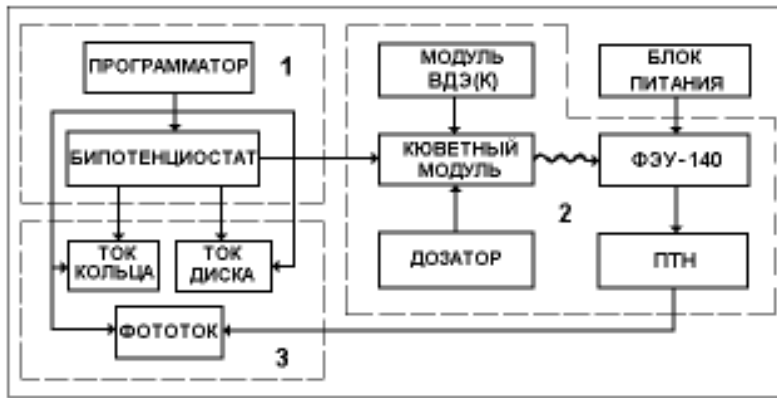 ПРОГРАММАТОР
1
БИПОТЕНЦИОСТАТ
ТОК
КОЛЬЦА
ТОК
ДИСКА
ФОТОТОК
3
МОДУЛЬ
ВДЭ(К)
БЛОК
ПИТАНИЯ
КЮВЕТНЫЙ
МОДУЛЬ
ФЭУ-140
2
ДОЗАТОР
ПТН